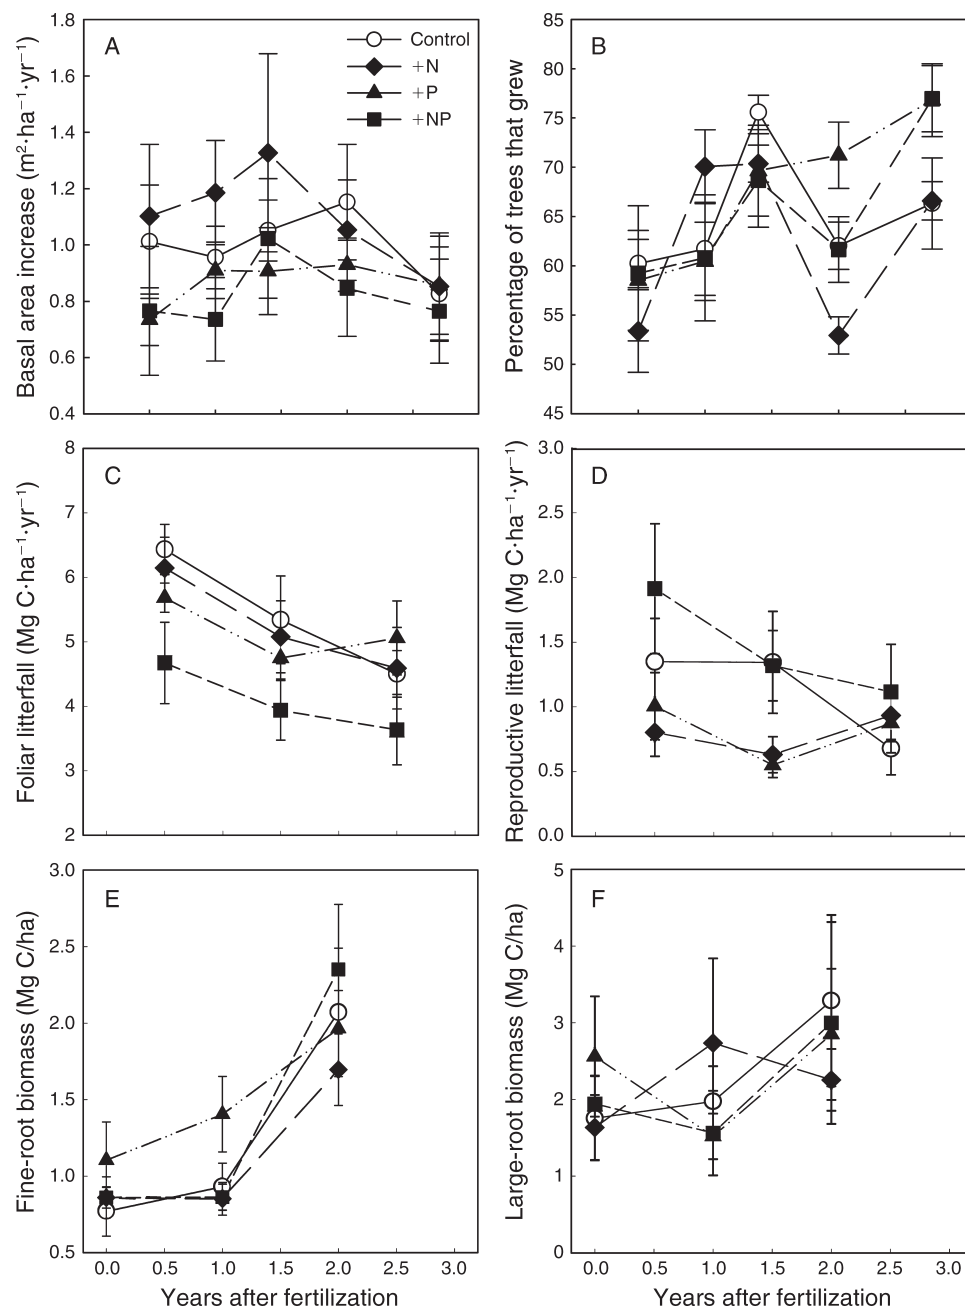 A
Control
+N
+P
+NP
Basal area increase (m²·ha⁻¹·yr⁻¹)
1.8
1.6
1.4
1.2
1.0
0.8
0.6
0.4
B
Percentage of trees that grew
85
80
75
70
65
60
55
50
45
C
Foliar litterfall (Mg C·ha⁻¹·yr⁻¹)
8
7
6
5
4
3
2
D
Reproductive litterfall (Mg C·ha⁻¹·yr⁻¹)
3.0
2.5
2.0
1.5
1.0
0.5
0.0
E
Fine-root biomass (Mg C/ha)
3.0
2.5
2.0
1.5
1.0
0.5
0.0 0.5 1.0 1.5 2.0 2.5 3.0
Years after fertilization
F
Large-root biomass (Mg C/ha)
5
4
3
2
1
0
0.0 0.5 1.0 1.5 2.0 2.5 3.0
Years after fertilization